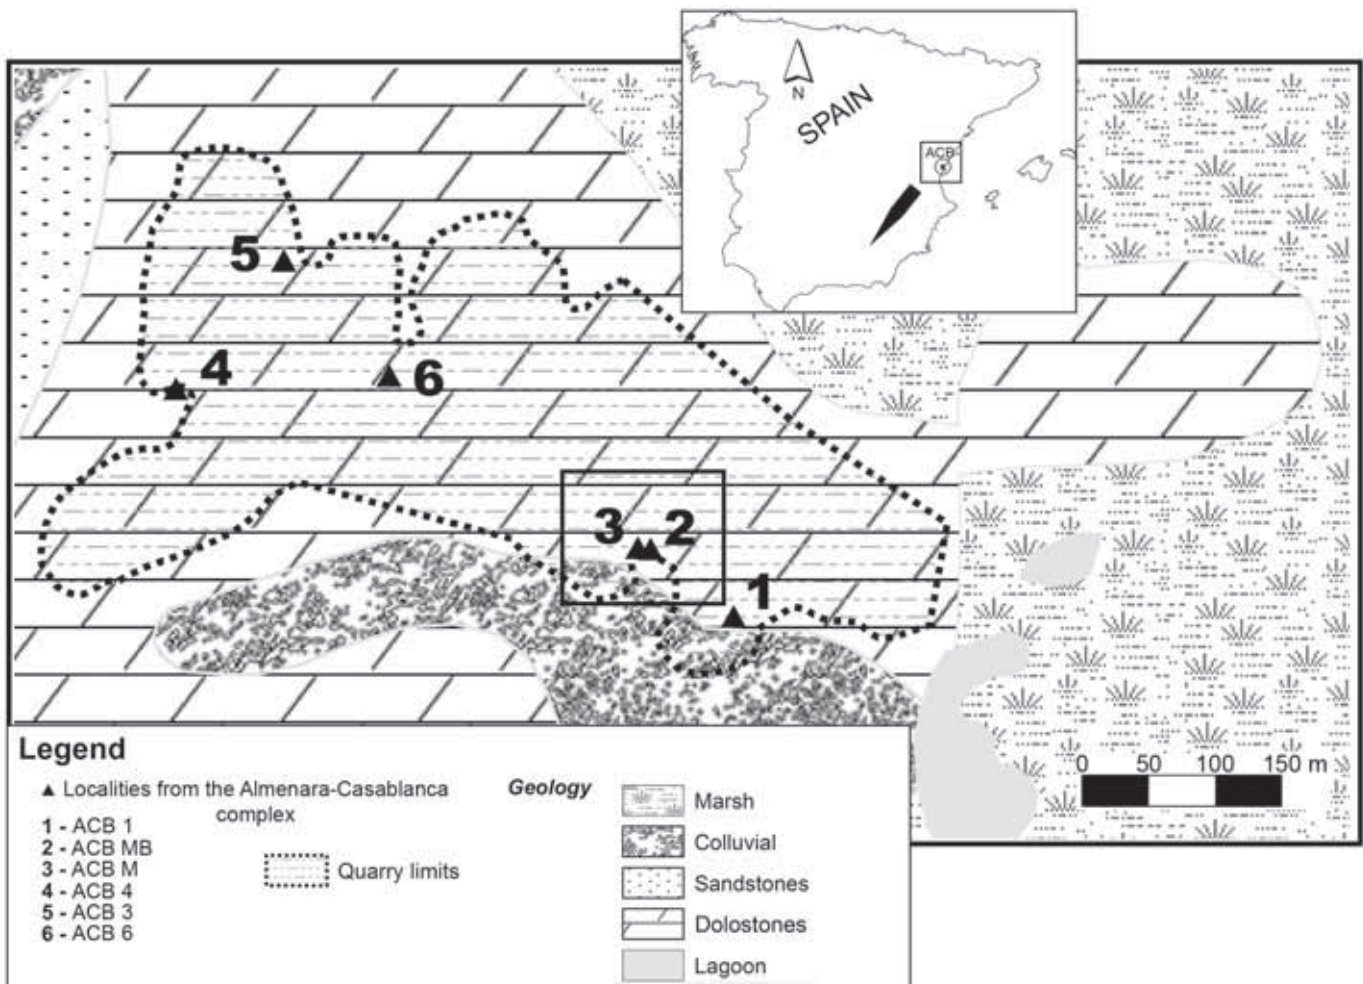 N
SPAIN
ACB
5
4
6
3
2
1
0 50 100 150 m
Legend
Localities from the Almenara-Casablanca
complex
1 - ACB 1
2 - ACB MB
3 - ACB M
4 - ACB 4
5 - ACB 3
6 - ACB 6
Quarry limits
Geology
Marsh
Colluvial
Sandstones
Dolostones
Lagoon